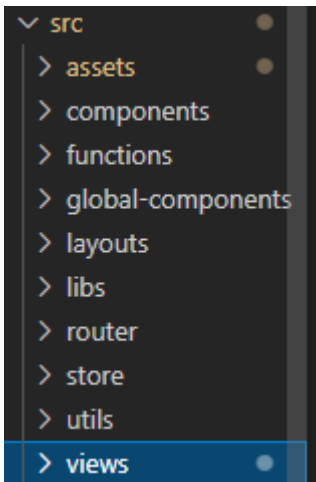 src
assets
components
functions
global-components
layouts
libs
router
store
utils
views